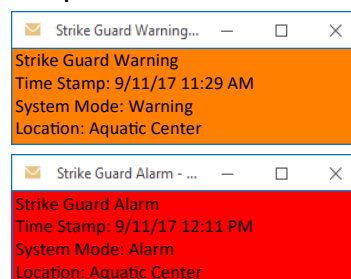 Strike Guard Warning...
Strike Guard Warning
Time Stamp: 9/11/17 11:29 AM
System Mode: Warning
Location: Aquatic Center
Strike Guard Alarm - ...
Strike Guard Alarm
Time Stamp: 9/11/17 12:11 PM
System Mode: Alarm
Location: Aquatic Center